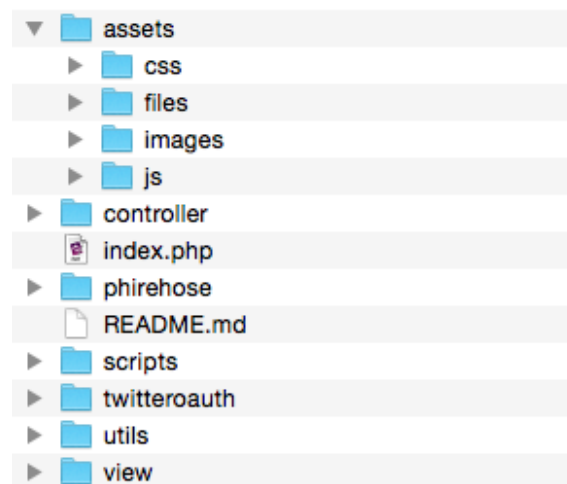 assets
css
files
images
js
controller
index.php
phirehose
README.md
scripts
twitteroauth
utils
view